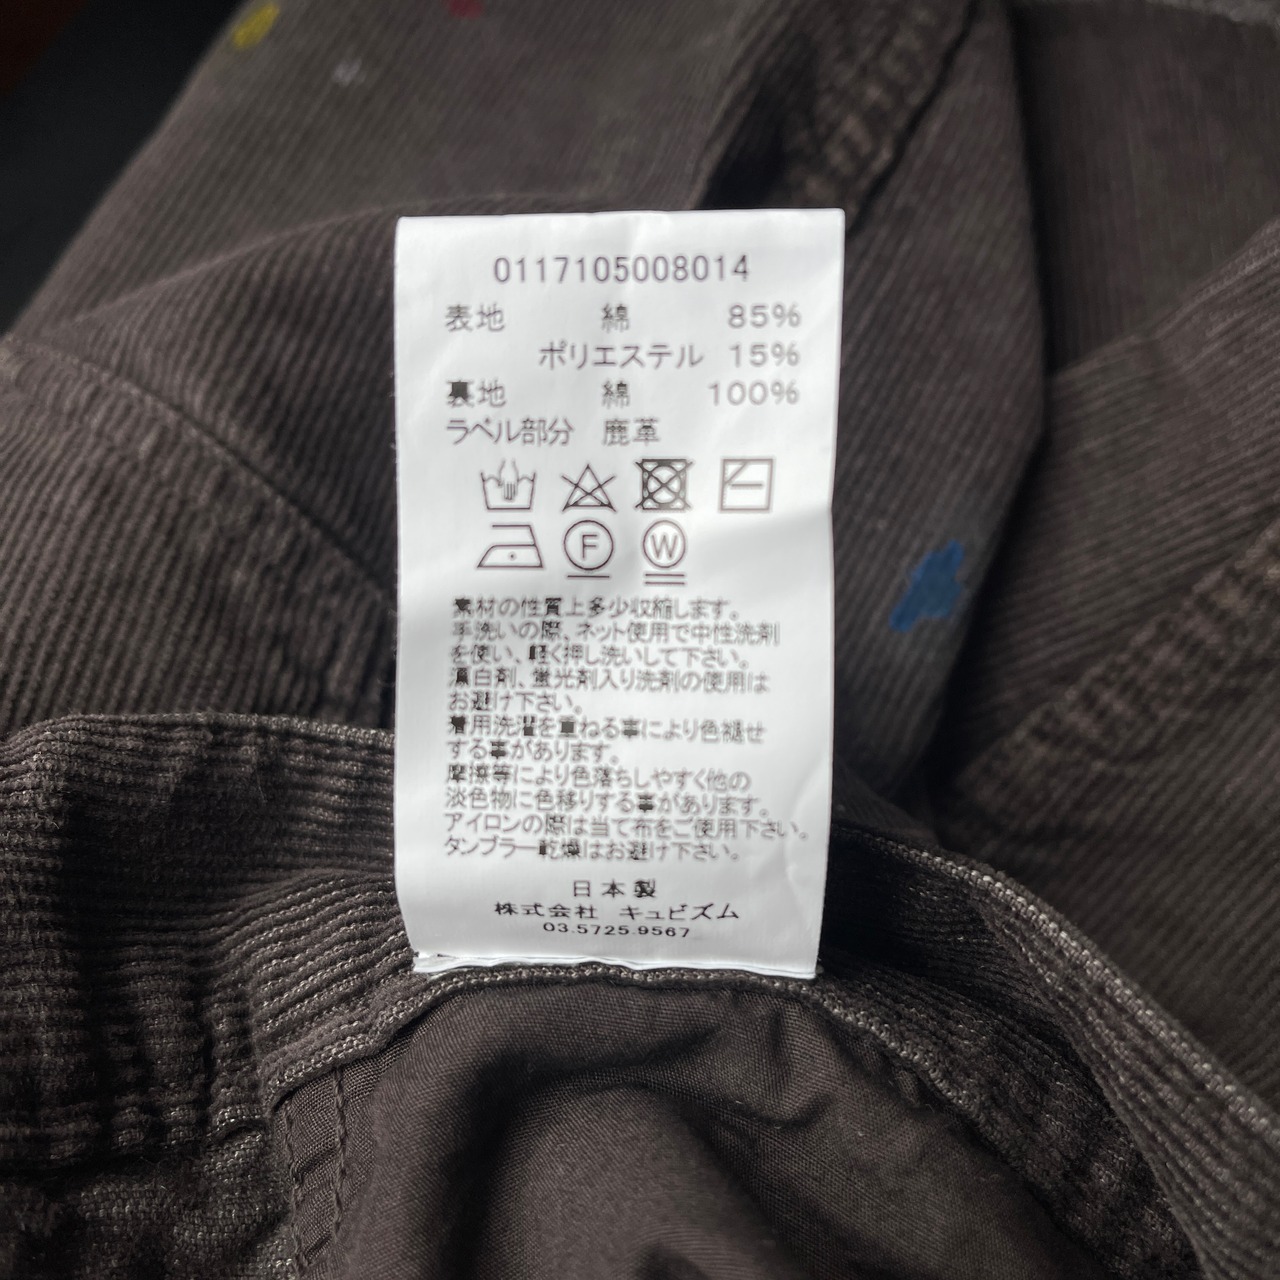 0117105008014
表地 綿 85%
ポリエステル 15%
裏地 綿 100%
ラベル部分 鹿革
F W
素材の性質上多少収縮します。
手洗いの際、ネット使用で中性洗剤
を使い、軽く押し洗いして下さい。
漂白剤、蛍光剤入り洗剤の使用は
お避け下さい。
着用洗濯を重ねる事により色褪せ
する事があります。
摩擦等により色落ちしやすく他の
淡色物に色移りする事があります。
アイロンの際は当て布をご使用下さい。
タンブラー乾燥はお避け下さい。
日本製
株式会社 キュビズム
03.5725.9567